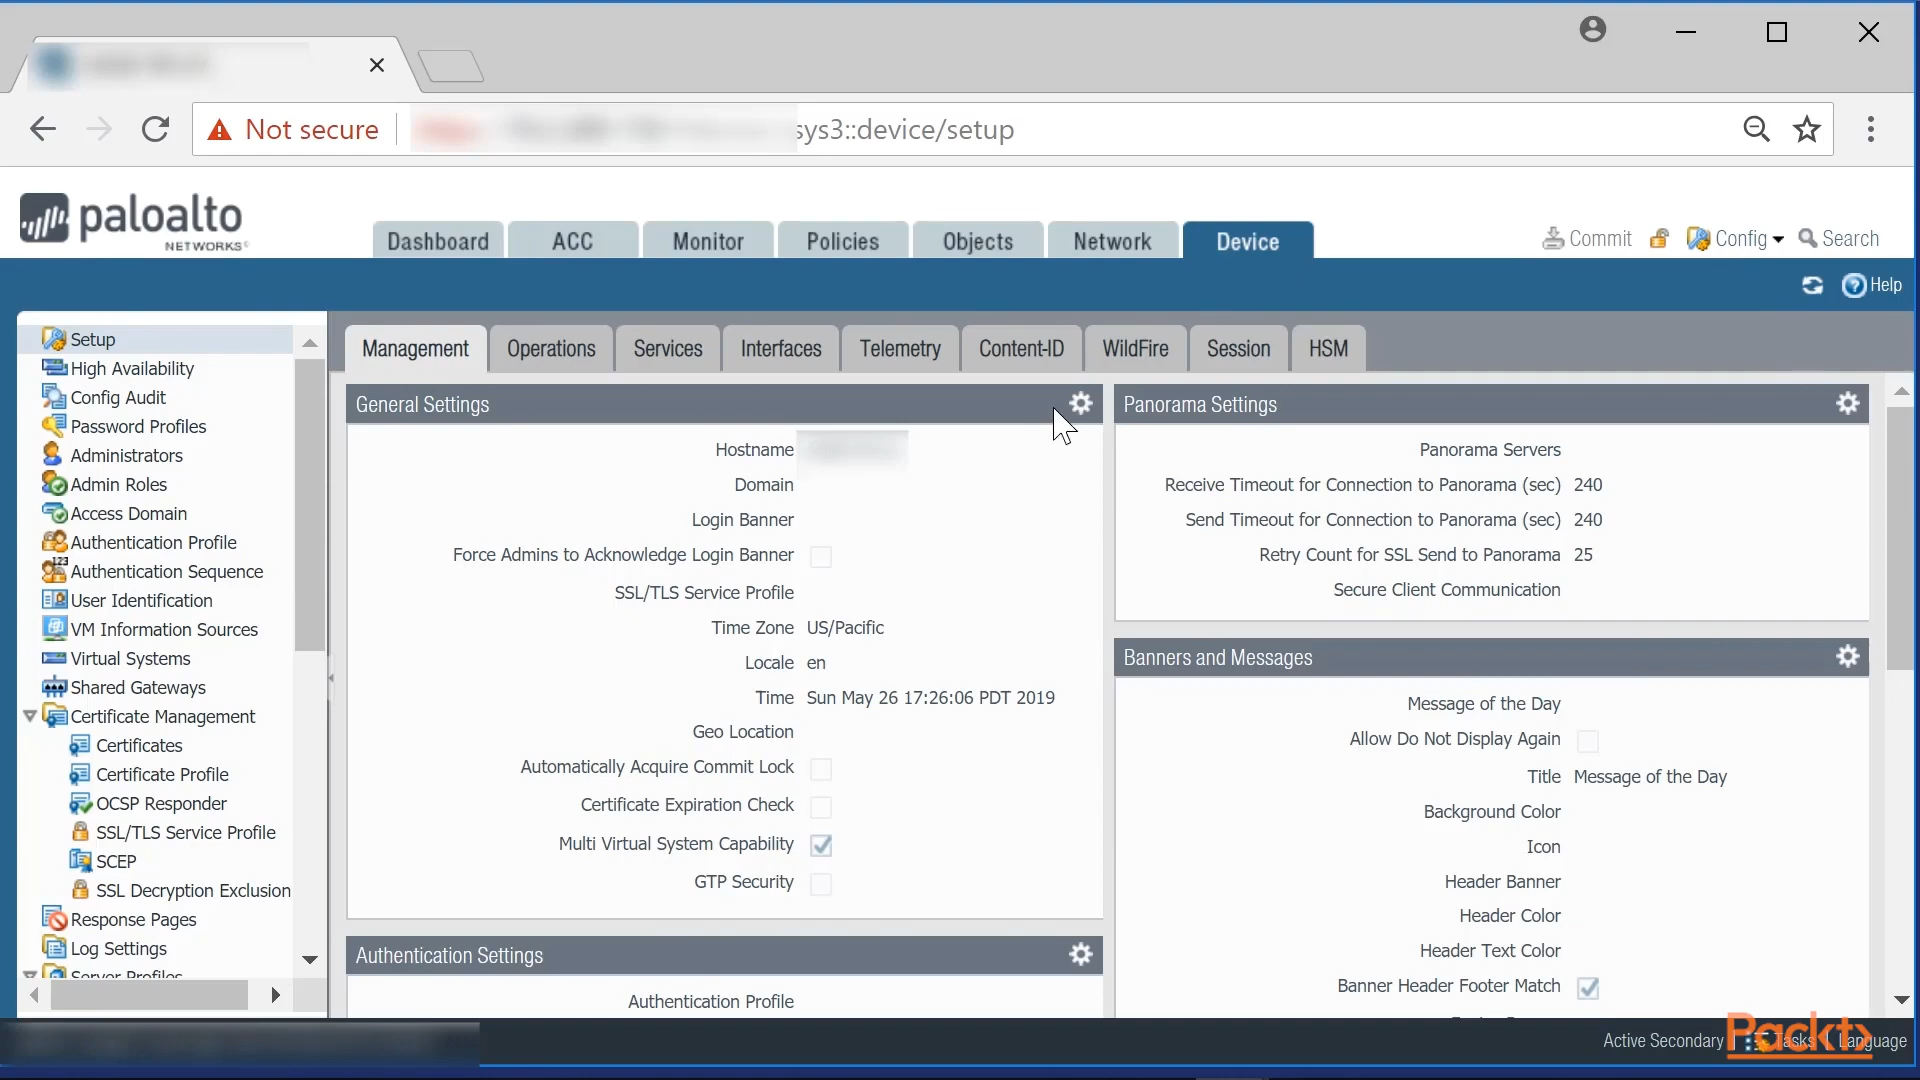 Not secure
sys3::device/setup
paloalto
NETWORKS
Dashboard
ACC
Monitor
Policies
Objects
Network
Device
Commit
Config
Search
Help
Setup
High Availability
Config Audit
Password Profiles
Administrators
Admin Roles
Access Domain
Authentication Profile
Authentication Sequence
User Identification
VM Information Sources
Virtual Systems
Shared Gateways
Certificate Management
Certificates
Certificate Profile
OCSP Responder
SSL/TLS Service Profile
SCEP
SSL Decryption Exclusion
Response Pages
Log Settings
Server Profiles
Management
Operations
Services
Interfaces
Telemetry
Content-ID
WildFire
Session
HSM
General Settings
Hostname
Domain
Login Banner
Force Admins to Acknowledge Login Banner
SSL/TLS Service Profile
Time Zone US/Pacific
Locale en
Time Sun May 26 17:26:06 PDT 2019
Geo Location
Automatically Acquire Commit Lock
Certificate Expiration Check
Multi Virtual System Capability
GTP Security
Authentication Settings
Authentication Profile
Panorama Settings
Panorama Servers
Receive Timeout for Connection to Panorama (sec) 240
Send Timeout for Connection to Panorama (sec) 240
Retry Count for SSL Send to Panorama 25
Secure Client Communication
Banners and Messages
Message of the Day
Allow Do Not Display Again
Title Message of the Day
Background Color
Icon
Header Banner
Header Color
Header Text Color
Banner Header Footer Match
Active Secondary
Tasks
Language
Packt>